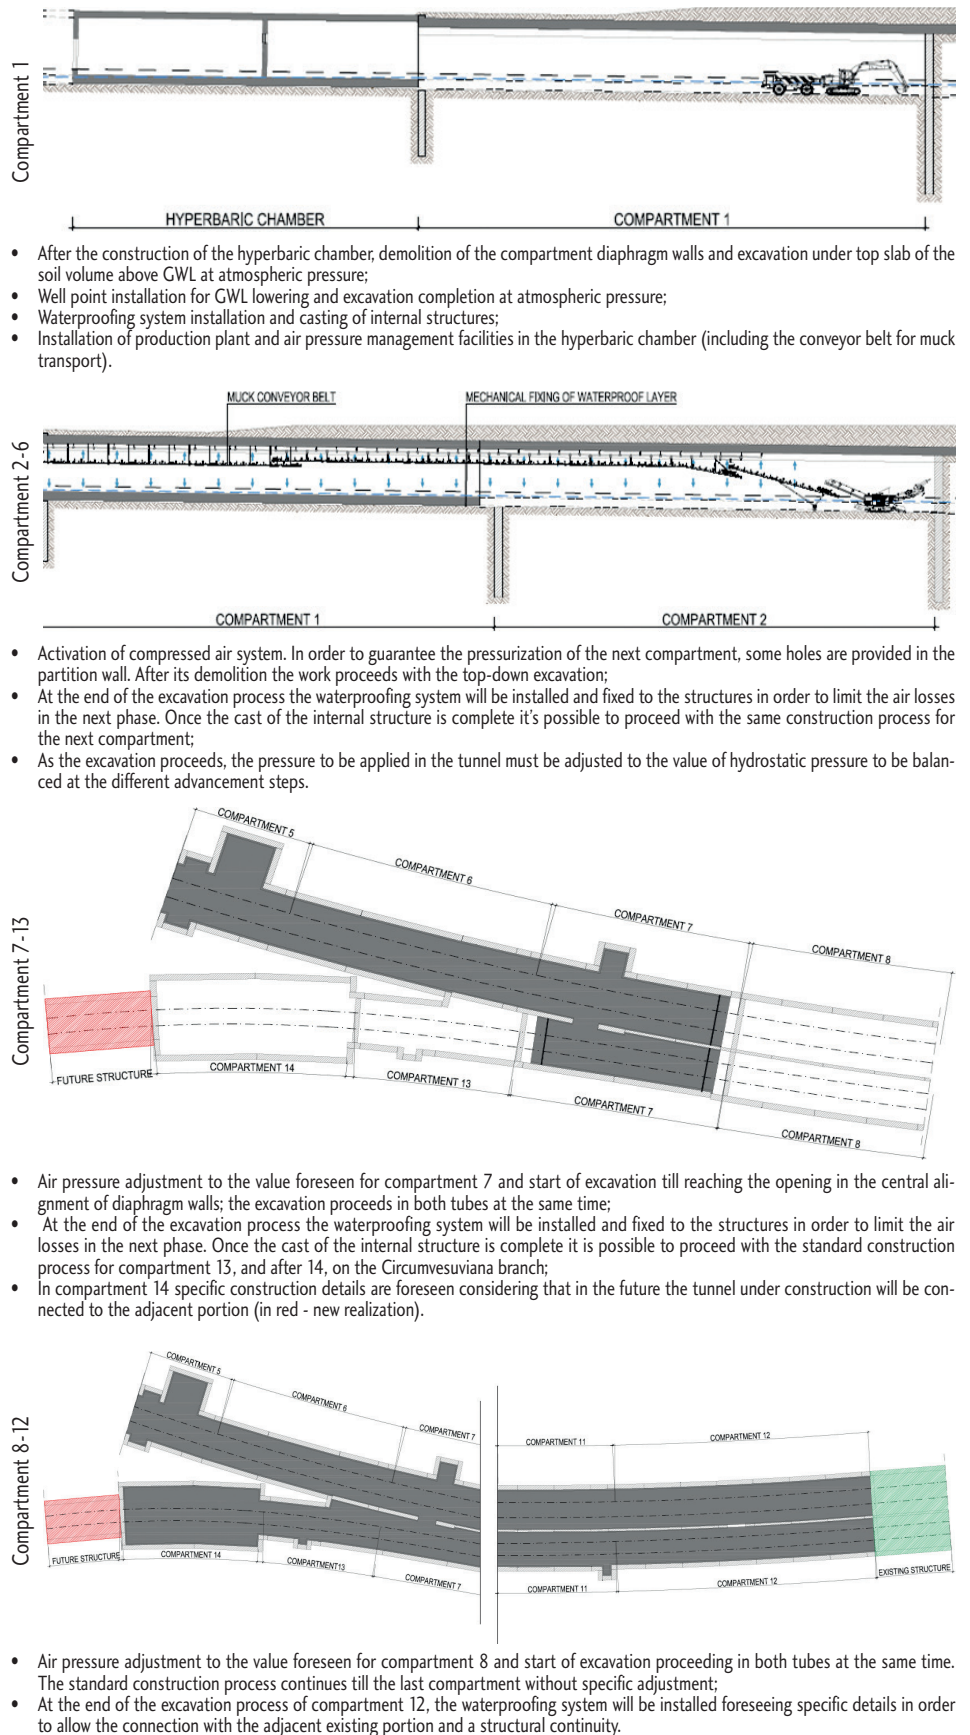 Compartment 1
HYPERBARIC CHAMBER
COMPARTMENT 1
• After the construction of the hyperbaric chamber, demolition of the compartment diaphragm walls and excavation under top slab of the
soil volume above GWL at atmospheric pressure;
• Well point installation for GWL lowering and excavation completion at atmospheric pressure;
• Waterproofing system installation and casting of internal structures;
• Installation of production plant and air pressure management facilities in the hyperbaric chamber (including the conveyor belt for muck
transport).
Compartment 2-6
MUCK CONVEYOR BELT
MECHANICAL FIXING OF WATERPROOF LAYER
COMPARTMENT 1
COMPARTMENT 2
• Activation of compressed air system. In order to guarantee the pressurization of the next compartment, some holes are provided in the
partition wall. After its demolition the work proceeds with the top-down excavation;
• At the end of the excavation process the waterproofing system will be installed and fixed to the structures in order to limit the air losses
in the next phase. Once the cast of the internal structure is complete it's possible to proceed with the same construction process for
the next compartment;
• As the excavation proceeds, the pressure to be applied in the tunnel must be adjusted to the value of hydrostatic pressure to be balan-
ced at the different advancement steps.
Compartment 7-13
COMPARTMENT 5
COMPARTMENT 6
COMPARTMENT 7
COMPARTMENT 8
FUTURE STRUCTURE
COMPARTMENT 14
COMPARTMENT 13
COMPARTMENT 7
COMPARTMENT 8
• Air pressure adjustment to the value foreseen for compartment 7 and start of excavation till reaching the opening in the central ali-
gnment of diaphragm walls; the excavation proceeds in both tubes at the same time;
• At the end of the excavation process the waterproofing system will be installed and fixed to the structures in order to limit the air
losses in the next phase. Once the cast of the internal structure is complete it is possible to proceed with the standard construction
process for compartment 13, and after 14, on the Circumvesuviana branch;
• In compartment 14 specific construction details are foreseen considering that in the future the tunnel under construction will be con-
nected to the adjacent portion (in red - new realization).
Compartment 8-12
COMPARTMENT 5
COMPARTMENT 6
COMPARTMENT 7
COMPARTMENT 11
COMPARTMENT 12
FUTURE STRUCTURE
COMPARTMENT 14
COMPARTMENT13
COMPARTMENT 7
COMPARTMENT 11
COMPARTMENT 12
EXISTING STRUCTURE
• Air pressure adjustment to the value foreseen for compartment 8 and start of excavation proceeding in both tubes at the same time.
The standard construction process continues till the last compartment without specific adjustment;
• At the end of the excavation process of compartment 12, the waterproofing system will be installed foreseeing specific details in order
to allow the connection with the adjacent existing portion and a structural continuity.